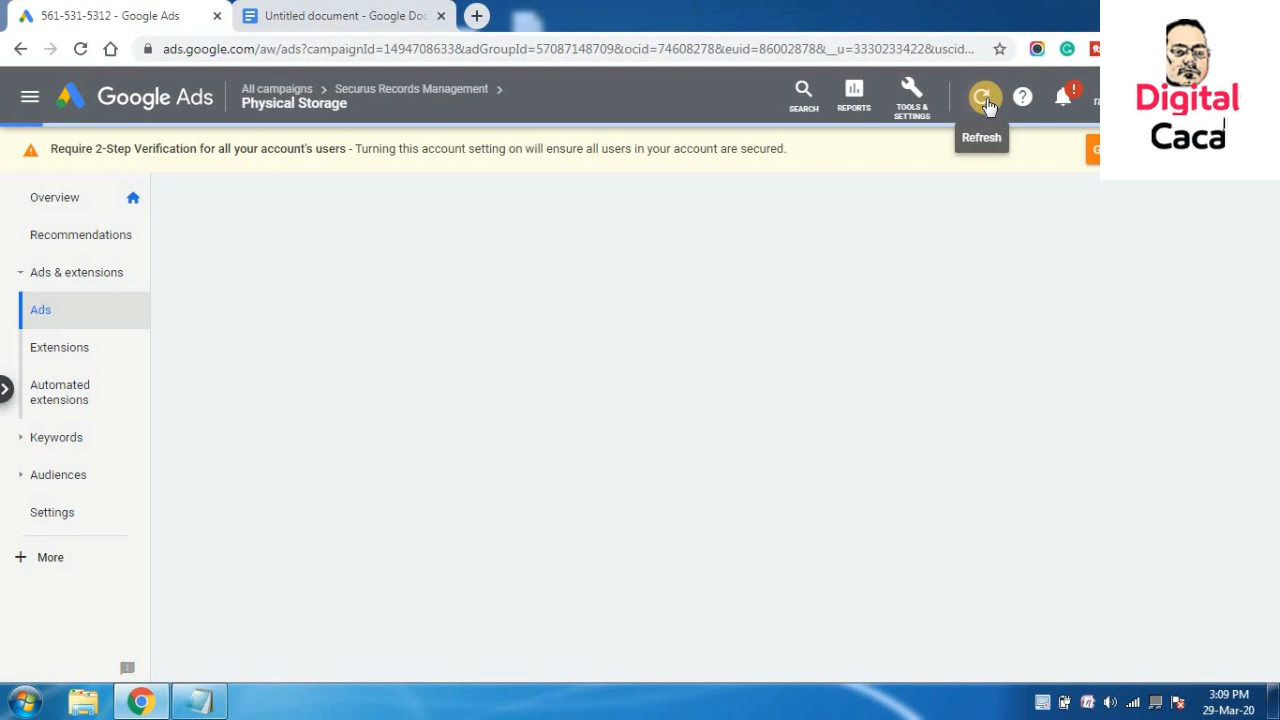 561-531-5312 - Google Ads
Untitled document - Google Doc
ads.google.com/aw/ads?campaignId=1494708633&adGroupId=57087148709&ocid=74608278&euid=86002878&__u=3330233422&uscid...
Google Ads
All campaigns > Securus Records Management >
Physical Storage
SEARCH
REPORTS
TOOLS &
SETTINGS
Refresh
Digital
Caca
Require 2-Step Verification for all your account's users - Turning this account setting on will ensure all users in your account are secured.
Overview
Recommendations
Ads & extensions
Ads
Extensions
Automated
extensions
Keywords
Audiences
Settings
+ More
3:09 PM
29-Mar-20